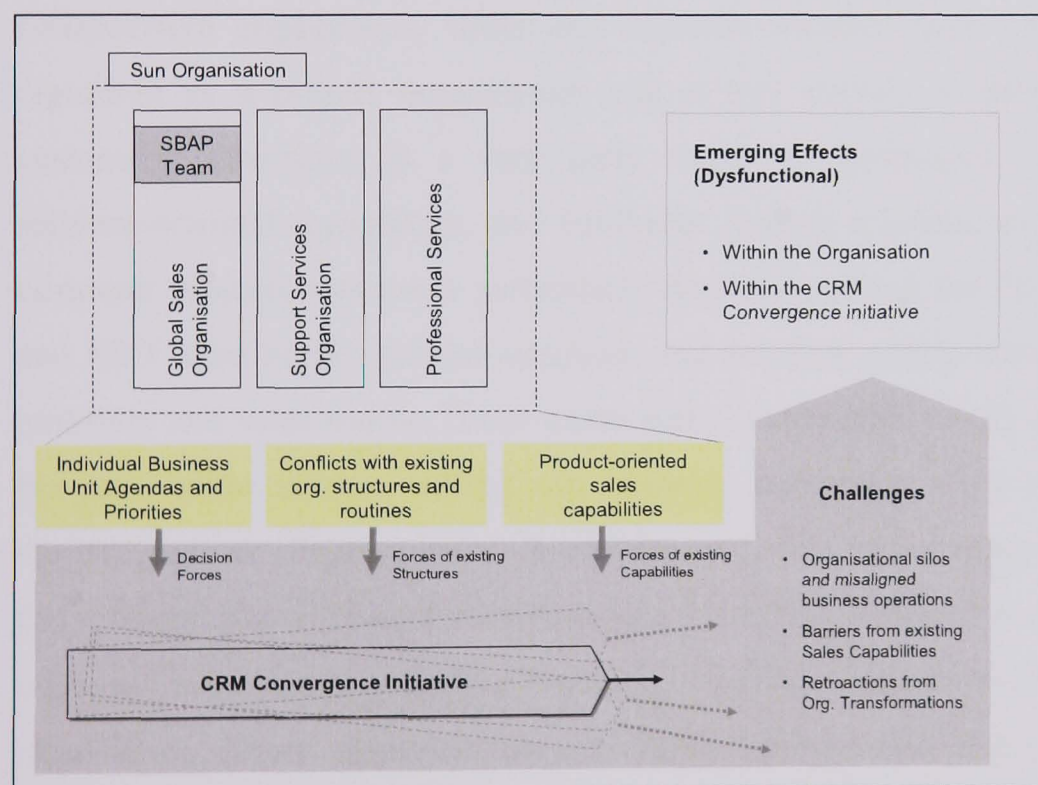 Sun Organisation
SBAP
Team
Global Sales
Organisation
Support Services
Organisation
Professional Services
Emerging Effects
(Dysfunctional)
• Within the Organisation
• Within the CRM
Convergence initiative
Individual Business
Unit Agendas and
Priorities
Conflicts with existing
org. structures and
routines
Product-oriented
sales
capabilities
Decision
Forces
Forces of existing
Structures
Forces of existing
Capabilities
Challenges
• Organisational silos
and misaligned
business operations
• Barriers from existing
Sales Capabilities
• Retroactions from
Org. Transformations
CRM Convergence Initiative